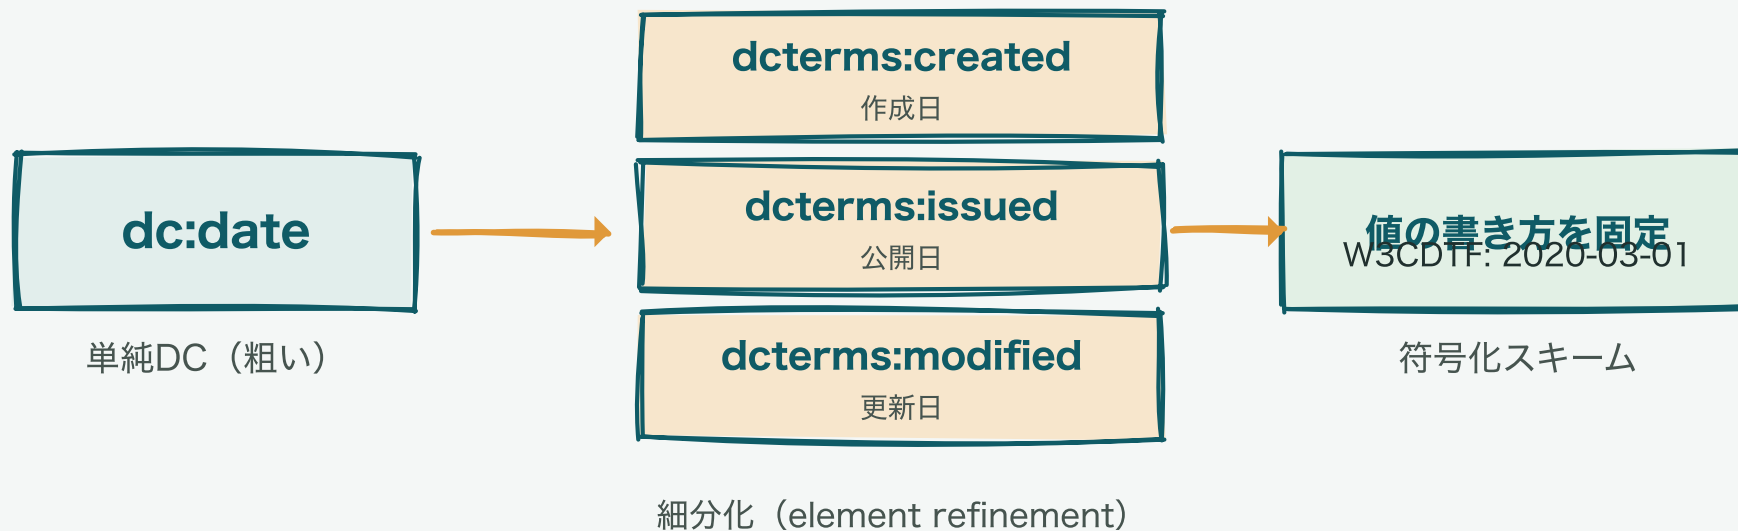 dc:date
単純DC（粗い）
dcterms:created
作成日
dcterms:issued
公開日
dcterms:modified
更新日
細分化（element refinement）
値の書き方を固定
W3CDTF: 2020-03-01
符号化スキーム